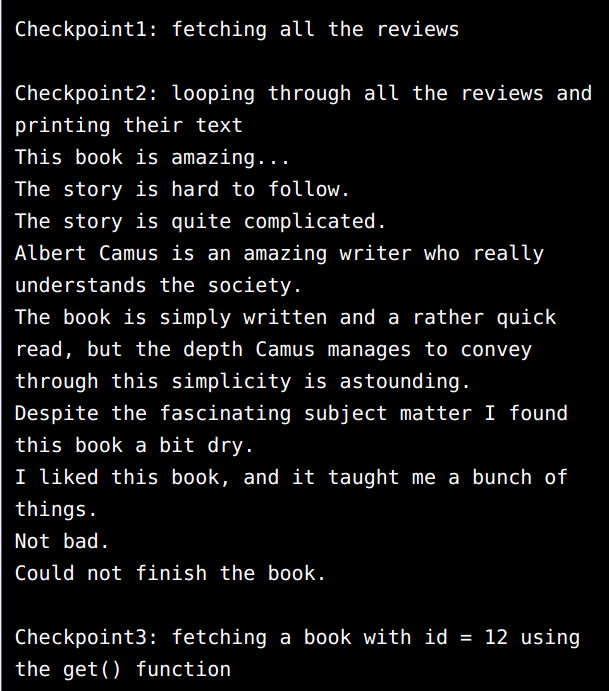 Checkpoint1: fetching all the reviews
Checkpoint2: looping through all the reviews and
printing their text
This book is amazing...
The story is hard to follow.
The story is quite complicated.
Albert Camus is an amazing writer who really
understands the society.
The book is simply written and a rather quick
read, but the depth Camus manages to convey
through this simplicity is astounding.
Despite the fascinating subject matter I found
this book a bit dry.
I liked this book, and it taught me a bunch of
things.
Not bad.
Could not finish the book.
Checkpoint3: fetching a book with id = 12 using
the get() function